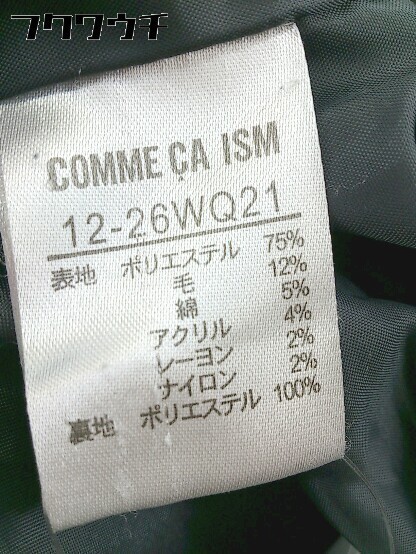 フクウウチ
COMME ÇA ISM
12-26WQ21
表地 ポリエステル 75%
毛 12%
綿 5%
アクリル 4%
レーヨン 2%
ナイロン 2%
裏地 ポリエステル 100%